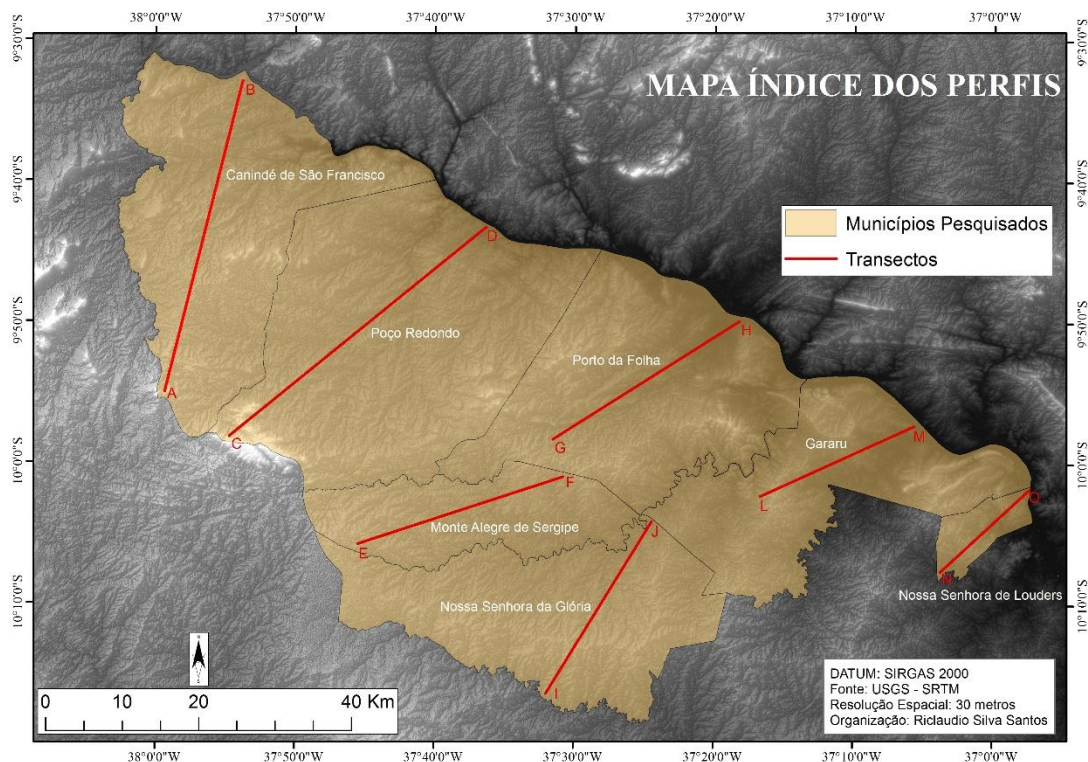 38°0'0"W 37°50'0"W 37°40'0"W 37°30'0"W 37°20'0"W 37°10'0"W 37°0'0"W
9°30'0"S
9°30'0"S
MAPA ÍNDICE DOS PERFIS
B
Canindé de São Francisco
9°40'0"S
9°40'0"S
Municípios Pesquisados
Transectos
D
9°50'0"S
9°50'0"S
H
Poço Redondo
Porto da Folha
A
C
G
Gararu
M
10°0'0"S
10°0'0"S
F
L
O
Monte Alegre de Sergipe
J
E
N
Nossa Senhora de Louders
10°10'0"S
10°10'0"S
Nossa Senhora da Glória
I
N
0 10 20 40 Km
DATUM: SIRGAS 2000
Fonte: USGS - SRTM
Resolução Espacial: 30 metros
Organização: Riclaudio Silva Santos
38°0'0"W 37°50'0"W 37°40'0"W 37°30'0"W 37°20'0"W 37°10'0"W 37°0'0"W